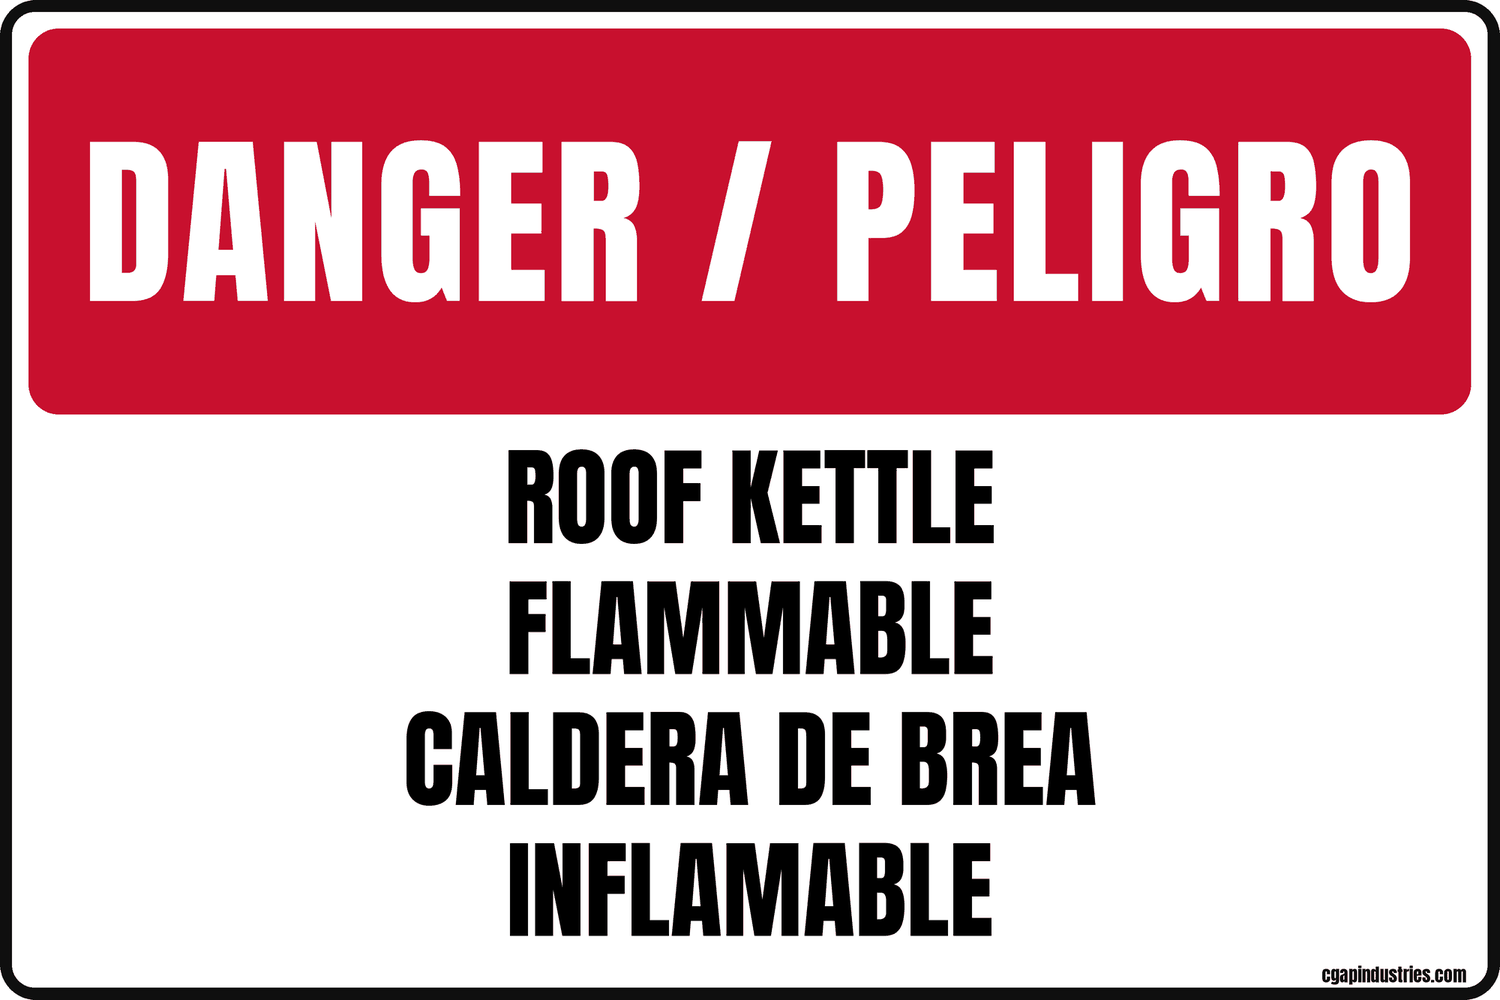 DANGER / PELIGRO
ROOF KETTLE
FLAMMABLE
CALDERA DE BREA
INFLAMABLE
cgapindustries.com